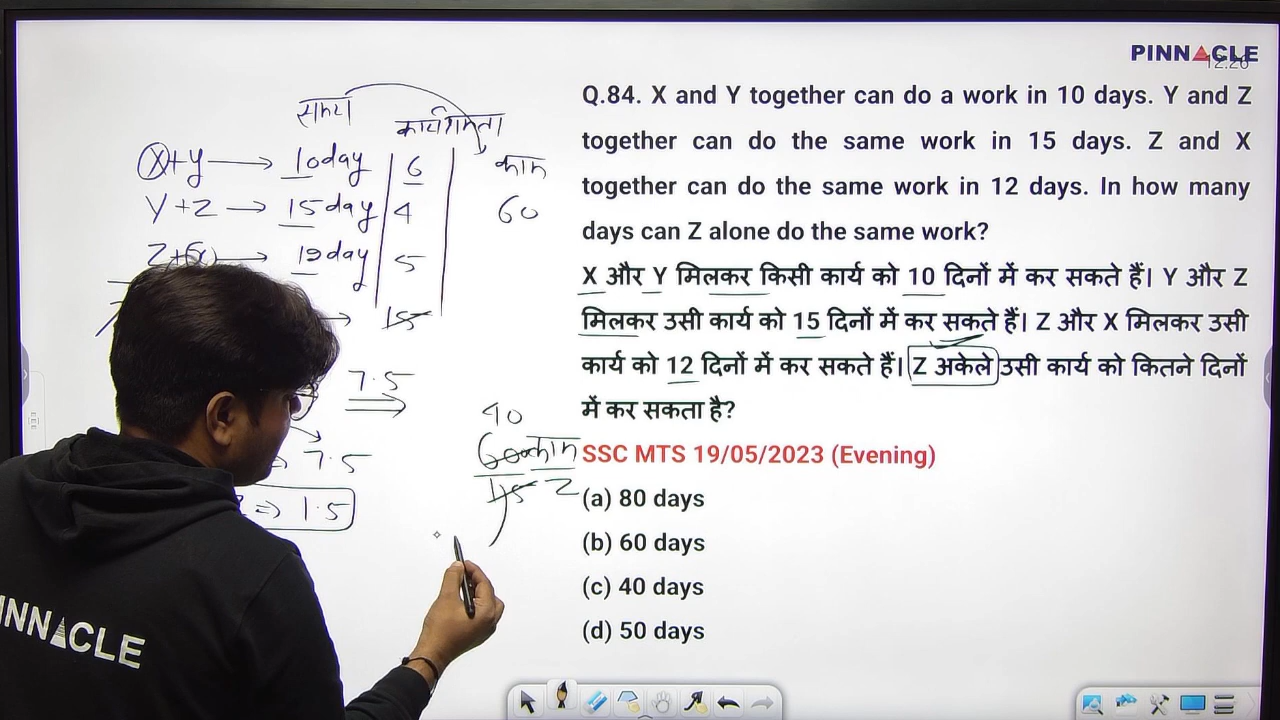 PINNACLE
12:26
Q.84. X and Y together can do a work in 10 days. Y and Z
together can do the same work in 15 days. Z and X
together can do the same work in 12 days. In how many
days can Z alone do the same work?
X और Y मिलकर किसी कार्य को 10 दिनों में कर सकते हैं। Y और Z
मिलकर उसी कार्य को 15 दिनों में कर सकते हैं। Z और X मिलकर उसी
कार्य को 12 दिनों में कर सकते हैं। Z अकेले उसी कार्य को कितने दिनों
में कर सकता है?
SSC MTS 19/05/2023 (Evening)
(a) 80 days
(b) 60 days
(c) 40 days
(d) 50 days
काम
X+y → 10day 6
Y+Z → 15day 4 60
Z+x → 12day 5
→ 15
7.5
⇒ 7.5
⇒ 1.5
40
60 काम
15 2
INNACLE